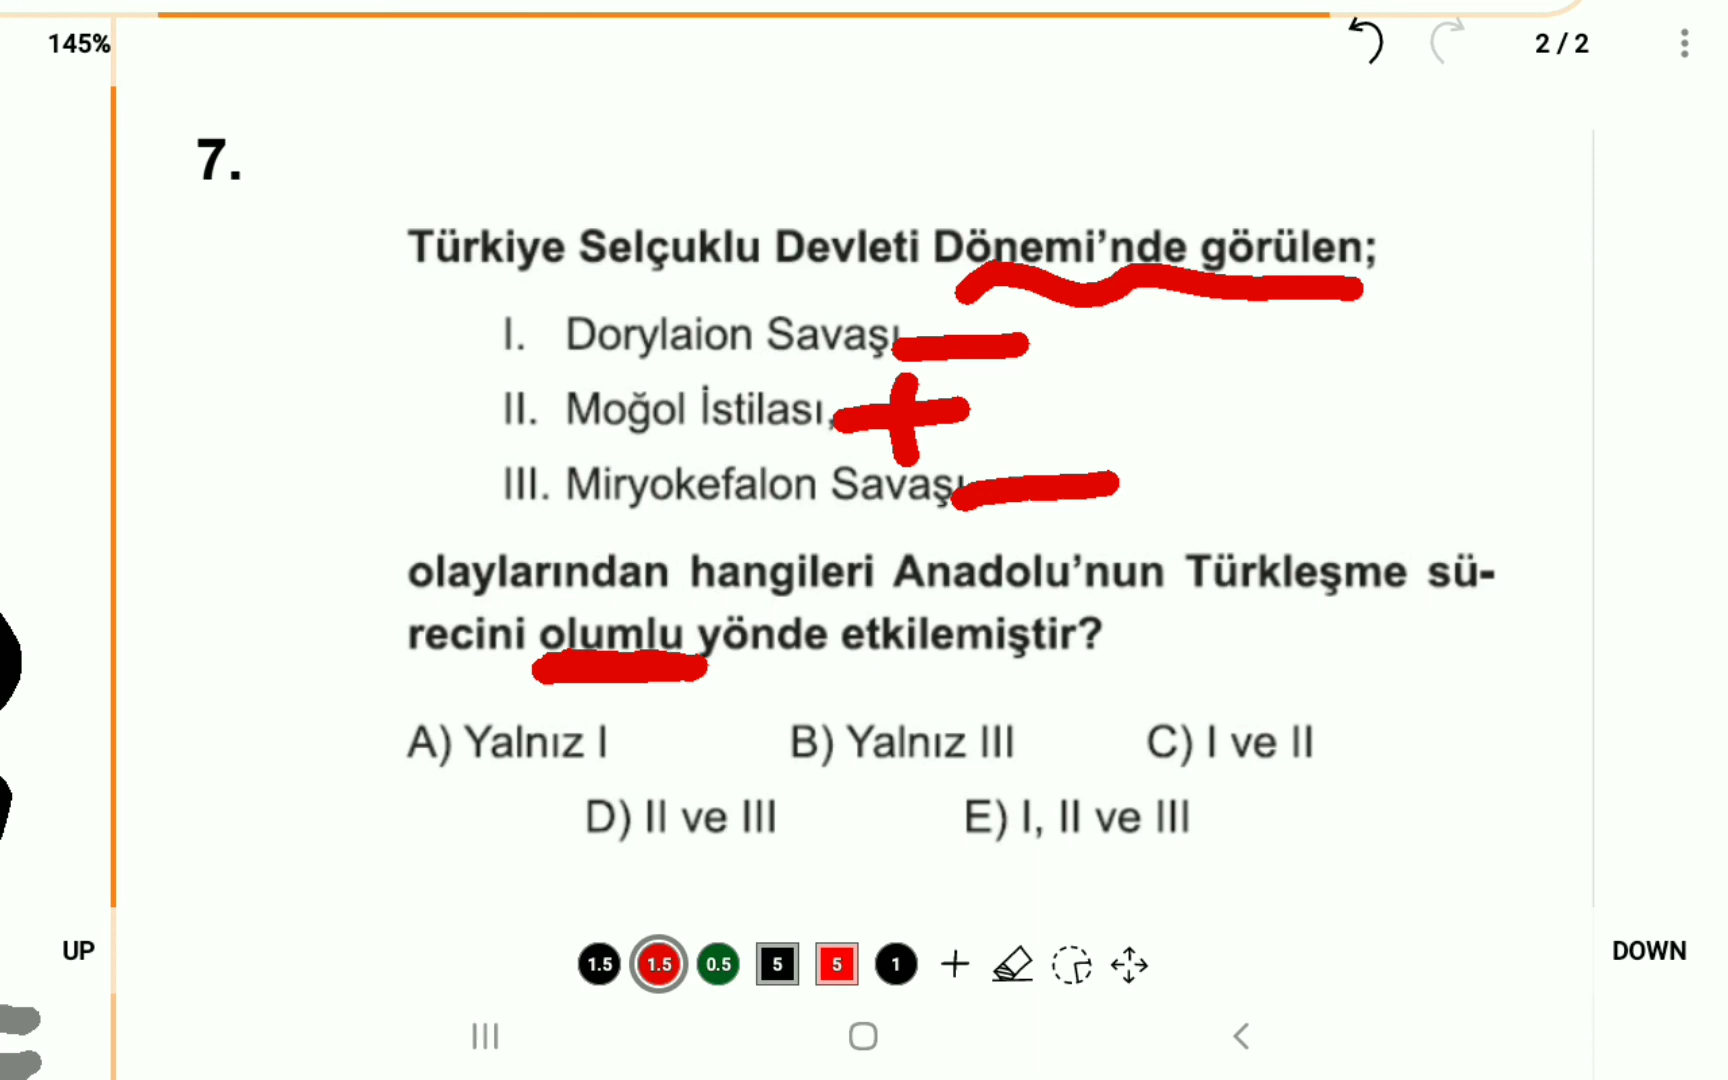 145%
2 / 2
7.
Türkiye Selçuklu Devleti Dönemi'nde görülen;
I. Dorylaion Savaşı
II. Moğol İstilası,
III. Miryokefalon Savaşı
olaylarından hangileri Anadolu'nun Türkleşme sü-
recini olumlu yönde etkilemiştir?
A) Yalnız I B) Yalnız III C) I ve II
D) II ve III E) I, II ve III
UP
1.5 1.5 0.5 5 5 1
DOWN